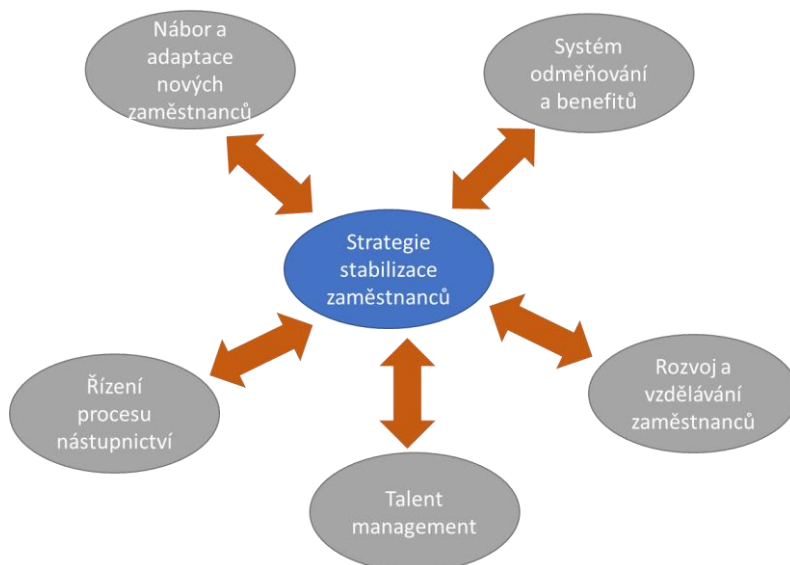 Nábor a
adaptace
nových
zaměstnanců
Systém
odměňování
a benefitů
Strategie
stabilizace
zaměstnanců
Řízení
procesu
nástupnictví
Rozvoj a
vzdělávání
zaměstnanců
Talent
management